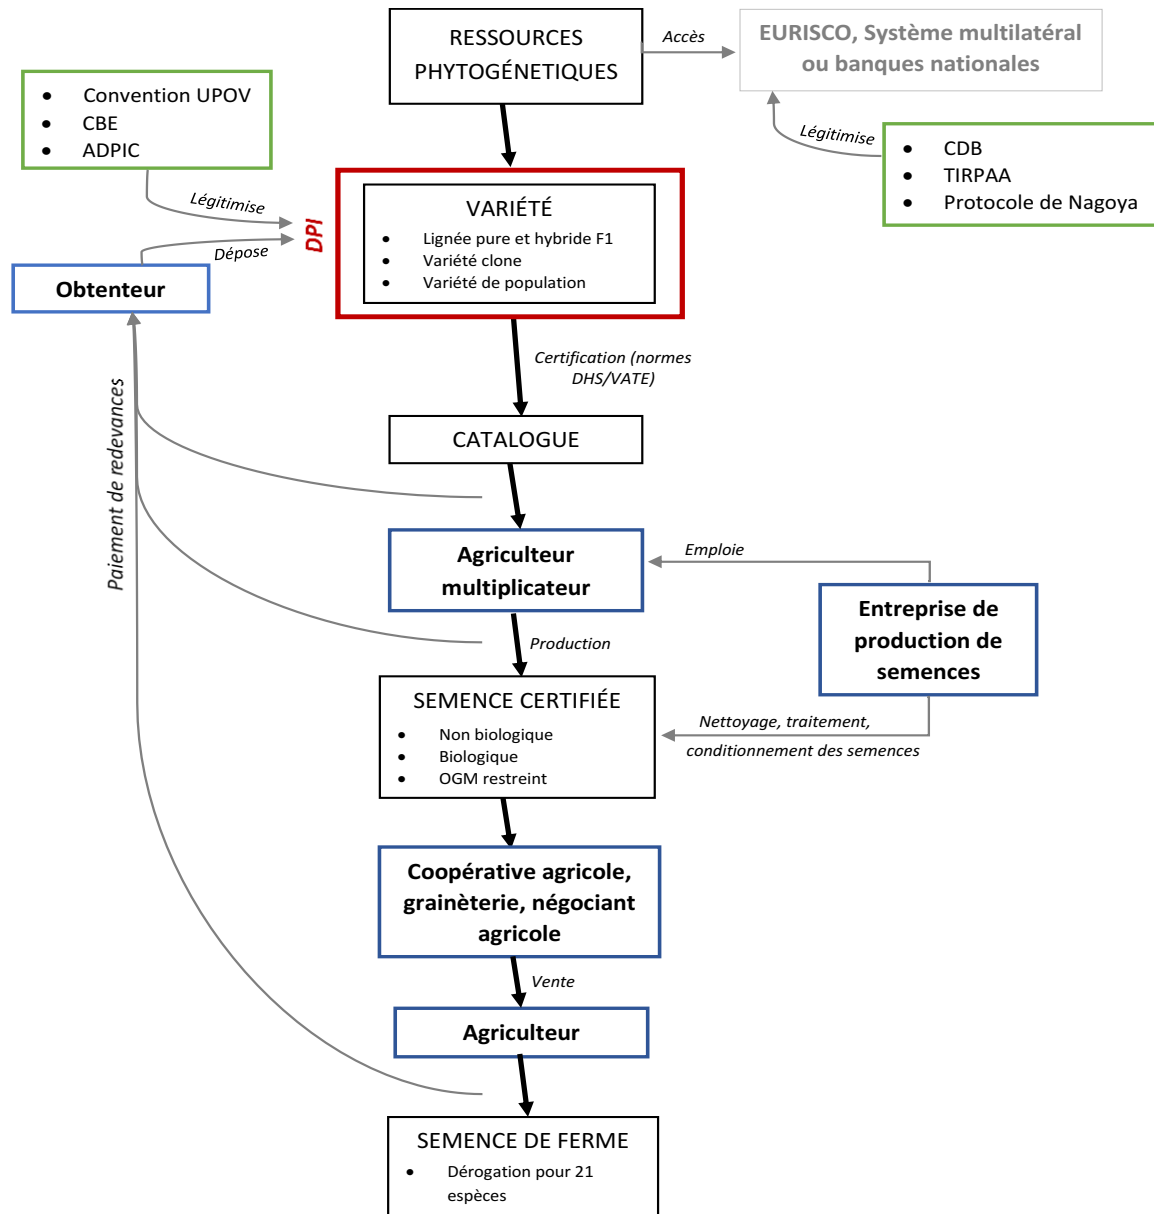 RESSOURCES
PHYTOGÉNETIQUES
Accès
EURISCO, Système multilatéral
ou banques nationales
• Convention UPOV
• CBE
• ADPIC
Légitimise
• CDB
• TIRPAA
• Protocole de Nagoya
Légitimise
DPI
VARIÉTÉ
• Lignée pure et hybride F1
• Variété clone
• Variété de population
Dépose
Obtenteur
Certification (normes
DHS/VATE)
Paiement de redevances
CATALOGUE
Agriculteur
multiplicateur
Emploie
Entreprise de
production de
semences
Production
SEMENCE CERTIFIÉE
• Non biologique
• Biologique
• OGM restreint
Nettoyage, traitement,
conditionnement des semences
Coopérative agricole,
grainèterie, négociant
agricole
Vente
Agriculteur
SEMENCE DE FERME
• Dérogation pour 21
espèces